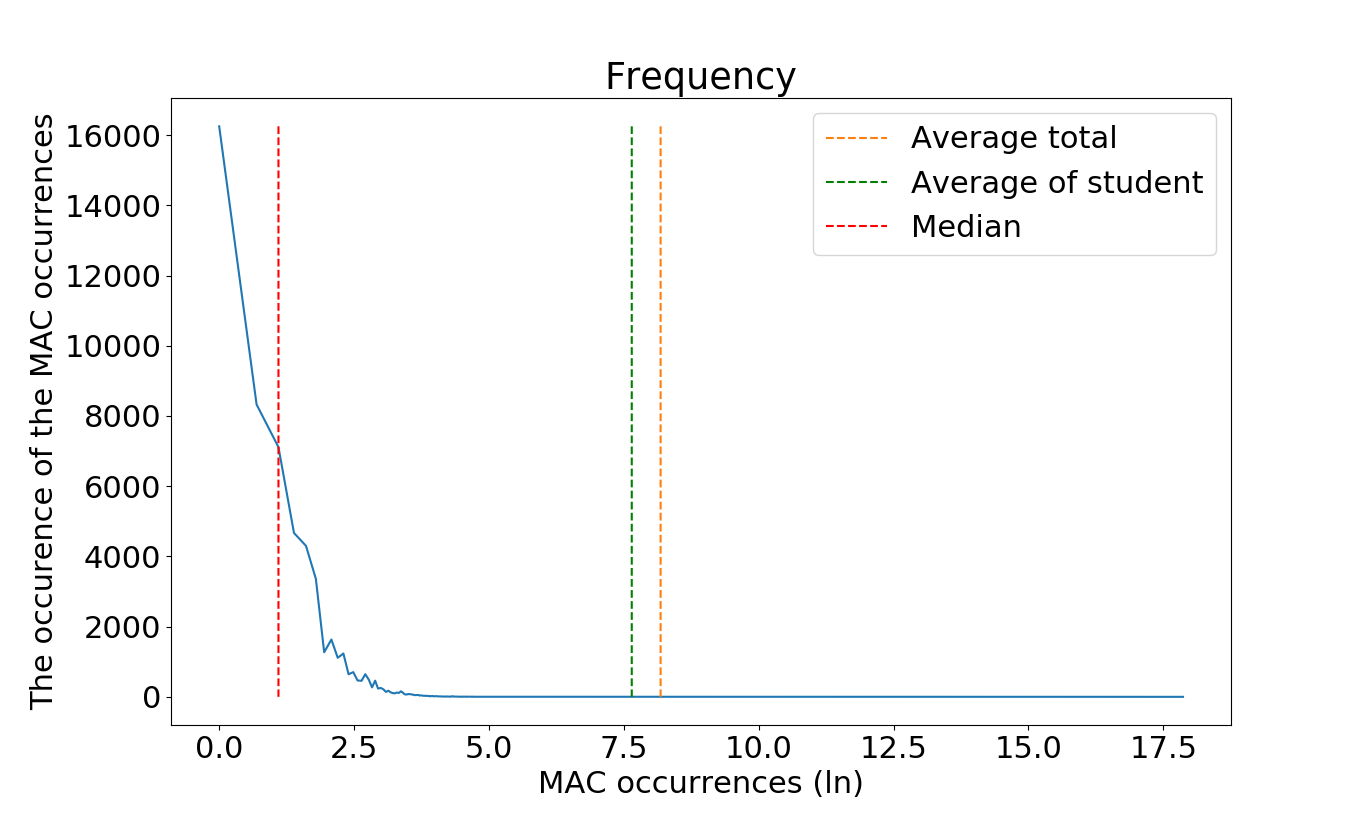 Frequency
The occurence of the MAC occurrences
16000
14000
12000
10000
8000
6000
4000
2000
0
Average total
Average of student
Median
0.0 2.5 5.0 7.5 10.0 12.5 15.0 17.5
MAC occurrences (ln)